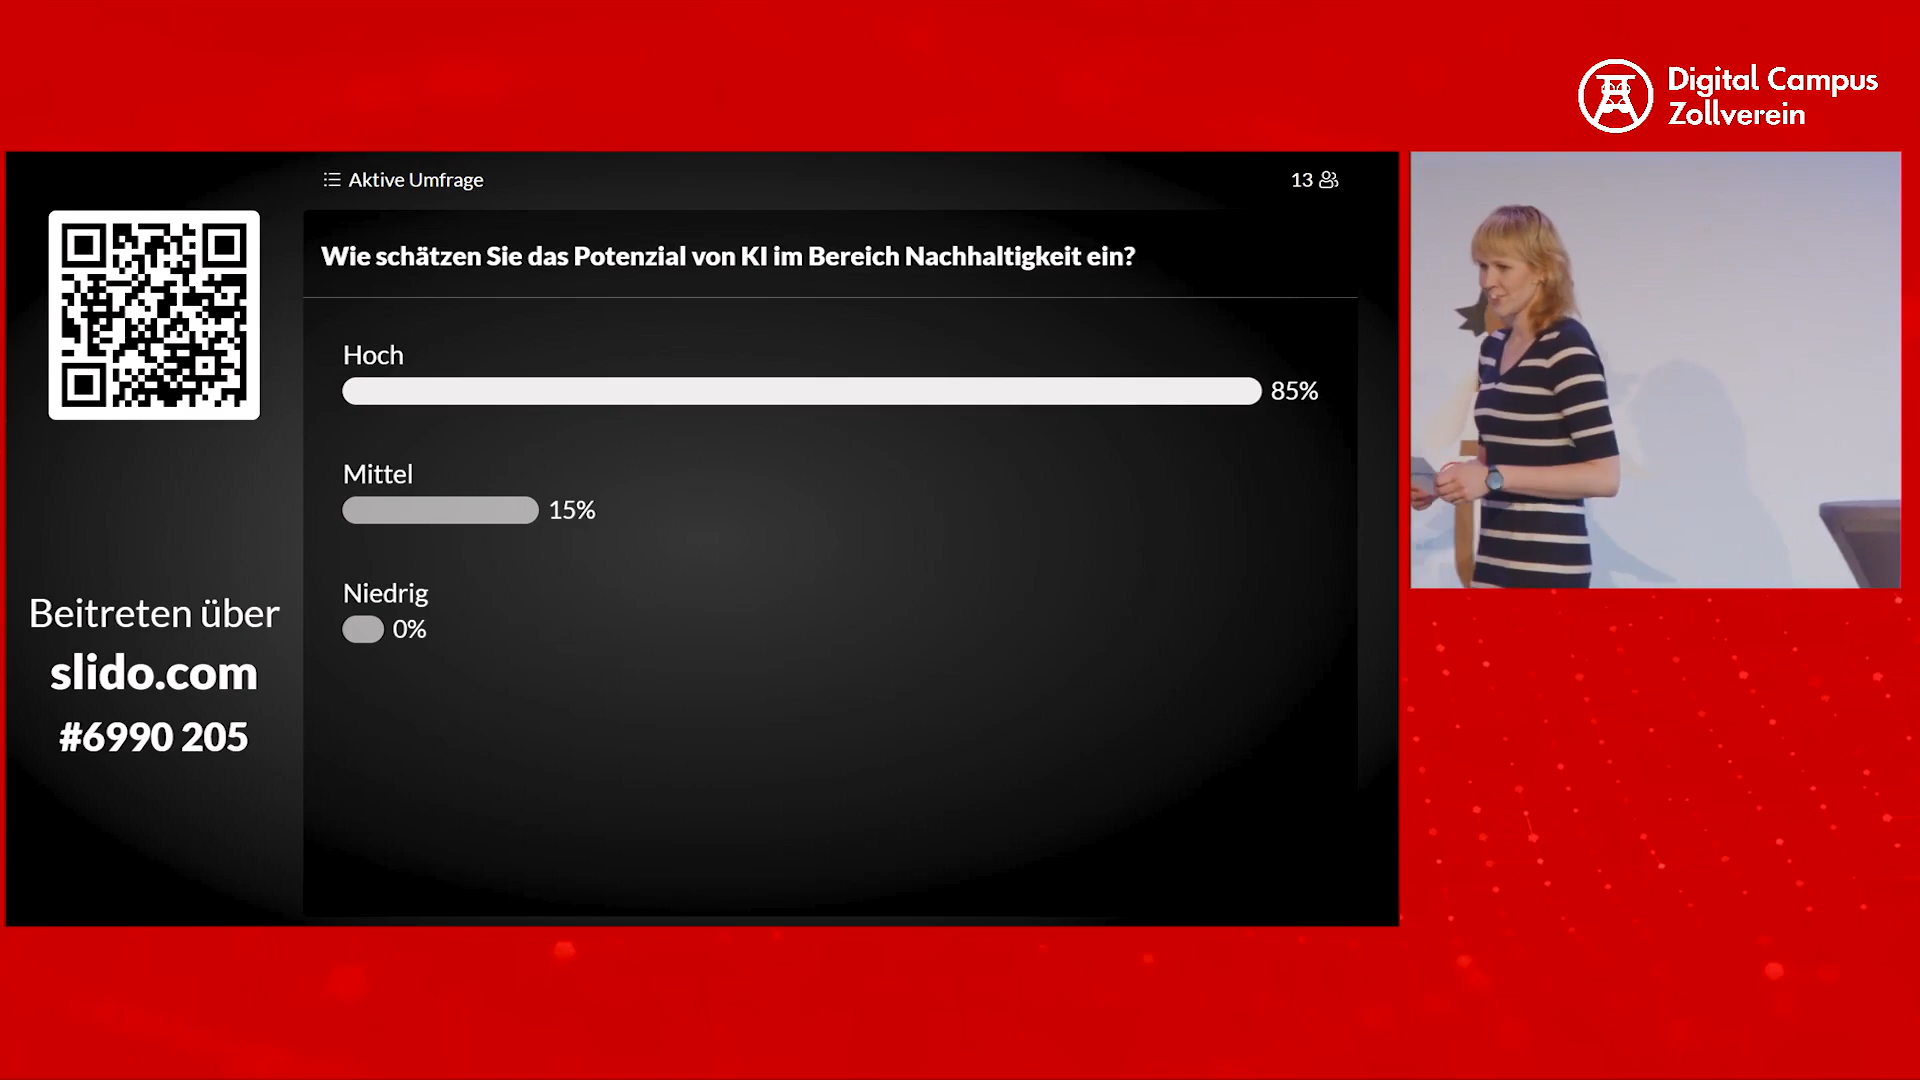 Digital Campus
Zollverein
Aktive Umfrage
13
Wie schätzen Sie das Potenzial von KI im Bereich Nachhaltigkeit ein?
Hoch
85%
Mittel
15%
Niedrig
0%
Beitreten über
slido.com
#6990 205